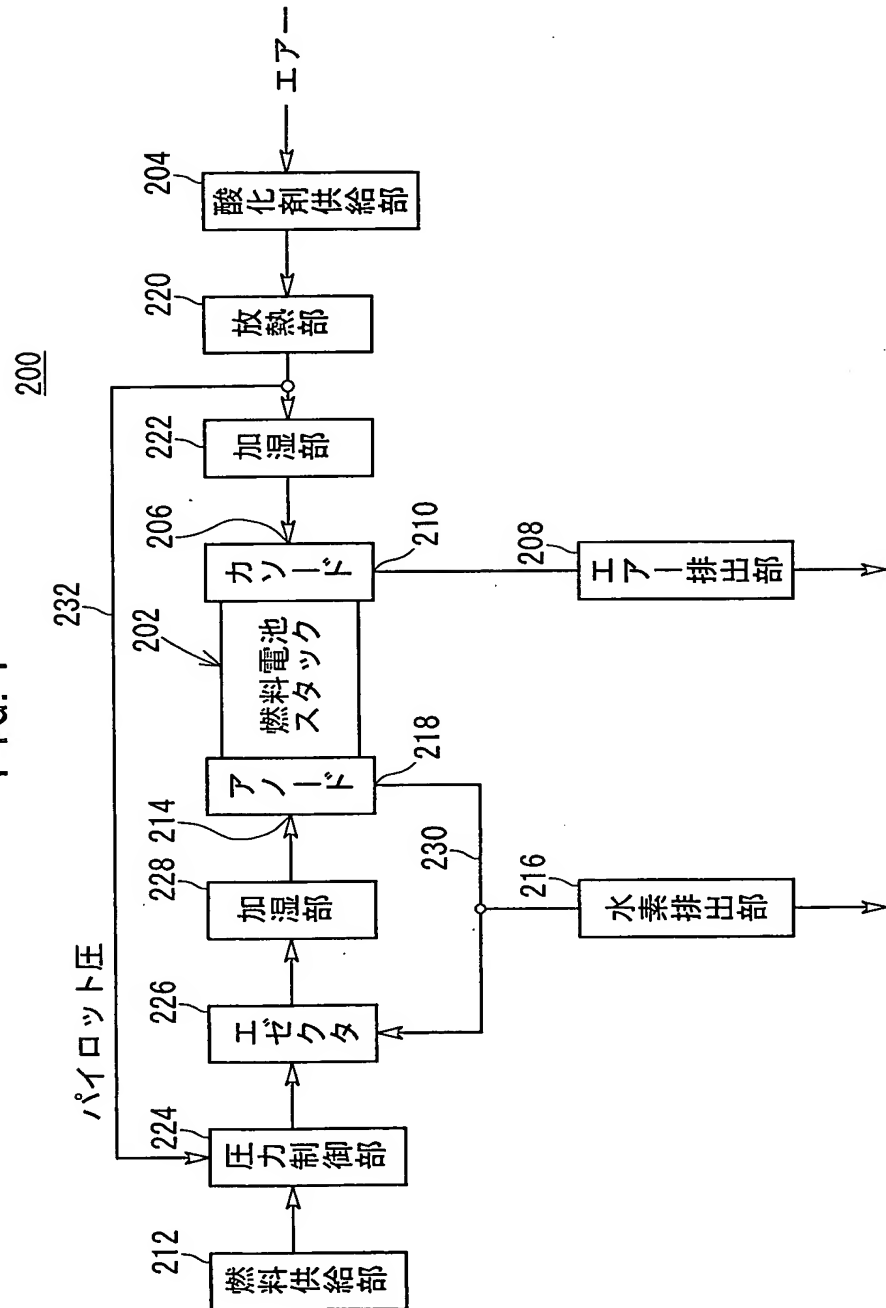 200
232
パイロット圧
212
燃料供給部
224
圧力制御部
226
エゼクタ
228
加湿部
214
アノード
218
202
燃料電池
スタック
206
カソード
210
222
加湿部
220
放熱部
204
酸化剤供給部
エアー
230
216
水素排出部
208
エアー排出部